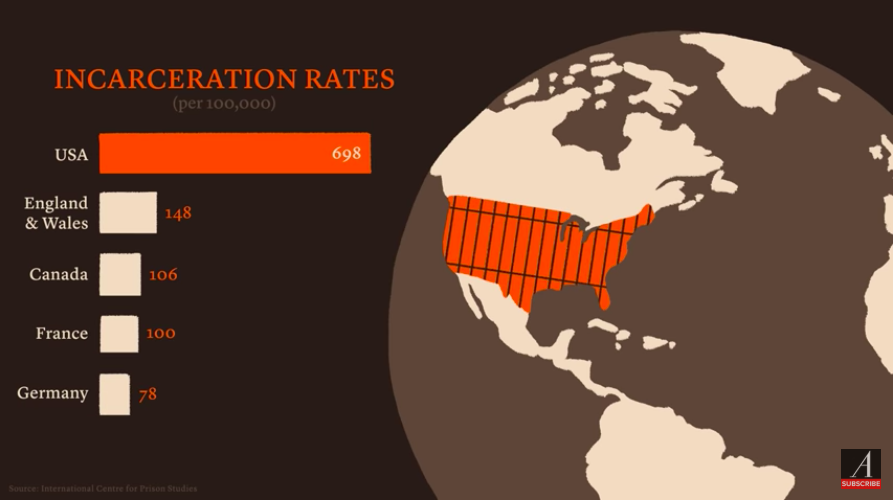 INCARCERATION RATES
(per 100,000)
USA
698
England
& Wales
148
Canada
106
France
100
Germany
78
Source: International Centre for Prison Studies
A
SUBSCRIBE